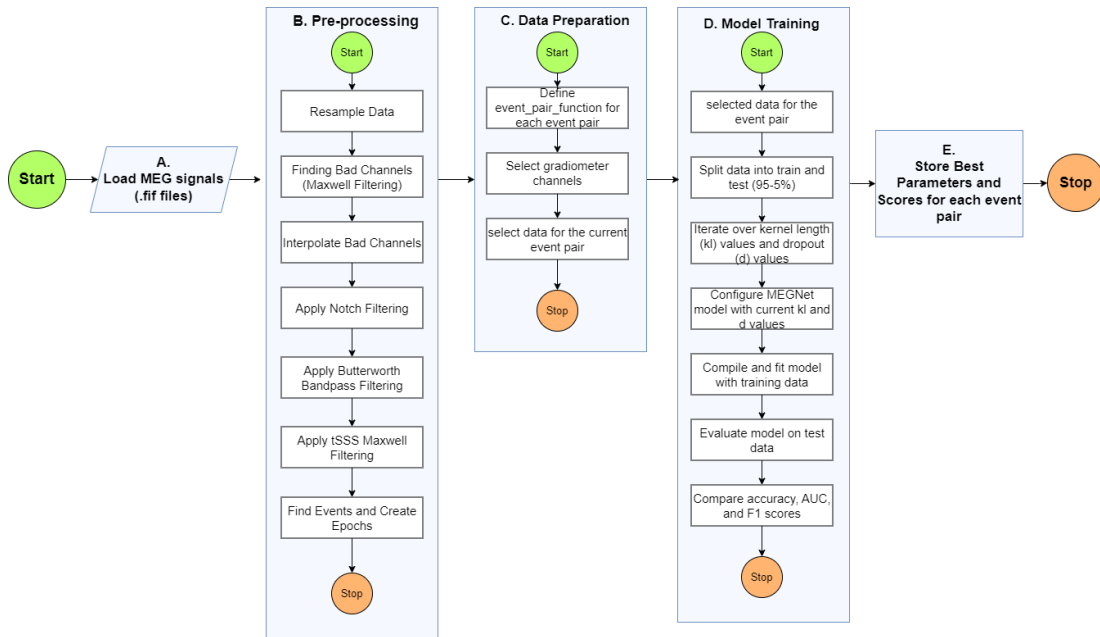 Start
A.
Load MEG signals
(.fif files)
B. Pre-processing
Start
Resample Data
Finding Bad Channels
(Maxwell Filtering)
Interpolate Bad Channels
Apply Notch Filtering
Apply Butterworth
Bandpass Filtering
Apply tSSS Maxwell
Filtering
Find Events and Create
Epochs
Stop
C. Data Preparation
Start
Define
event_pair_function for
each event pair
Select gradiometer
channels
select data for the current
event pair
Stop
D. Model Training
Start
selected data for the
event pair
Split data into train and
test (95-5%)
Iterate over kernel length
(kl) values and dropout
(d) values
Configure MEGNet
model with current kl and
d values
Compile and fit model
with training data
Evaluate model on test
data
Compare accuracy, AUC,
and F1 scores
Stop
E.
Store Best
Parameters and
Scores for each event
pair
Stop